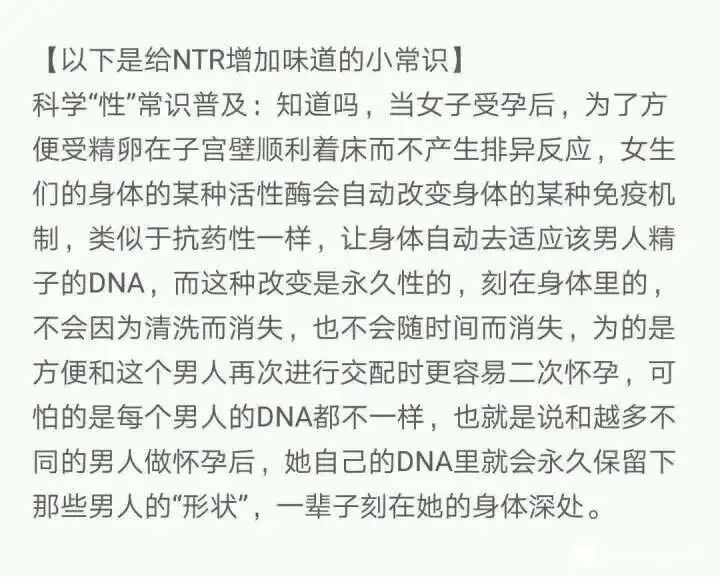 【以下是给NTR增加味道的小常识】
科学“性”常识普及：知道吗，当女子受孕后，为了方
便受精卵在子宫壁顺利着床而不产生排异反应，女生
们的身体的某种活性酶会自动改变身体的某种免疫机
制，类似于抗药性一样，让身体自动去适应该男人精
子的DNA，而这种改变是永久性的，刻在身体里的，
不会因为清洗而消失，也不会随时间而消失，为的是
方便和这个男人再次进行交配时更容易二次怀孕，可
怕的是每个男人的DNA都不一样，也就是说和越多不
同的男人做怀孕后，她自己的DNA里就会永久保留下
那些男人的“形状”，一辈子刻在她的身体深处。